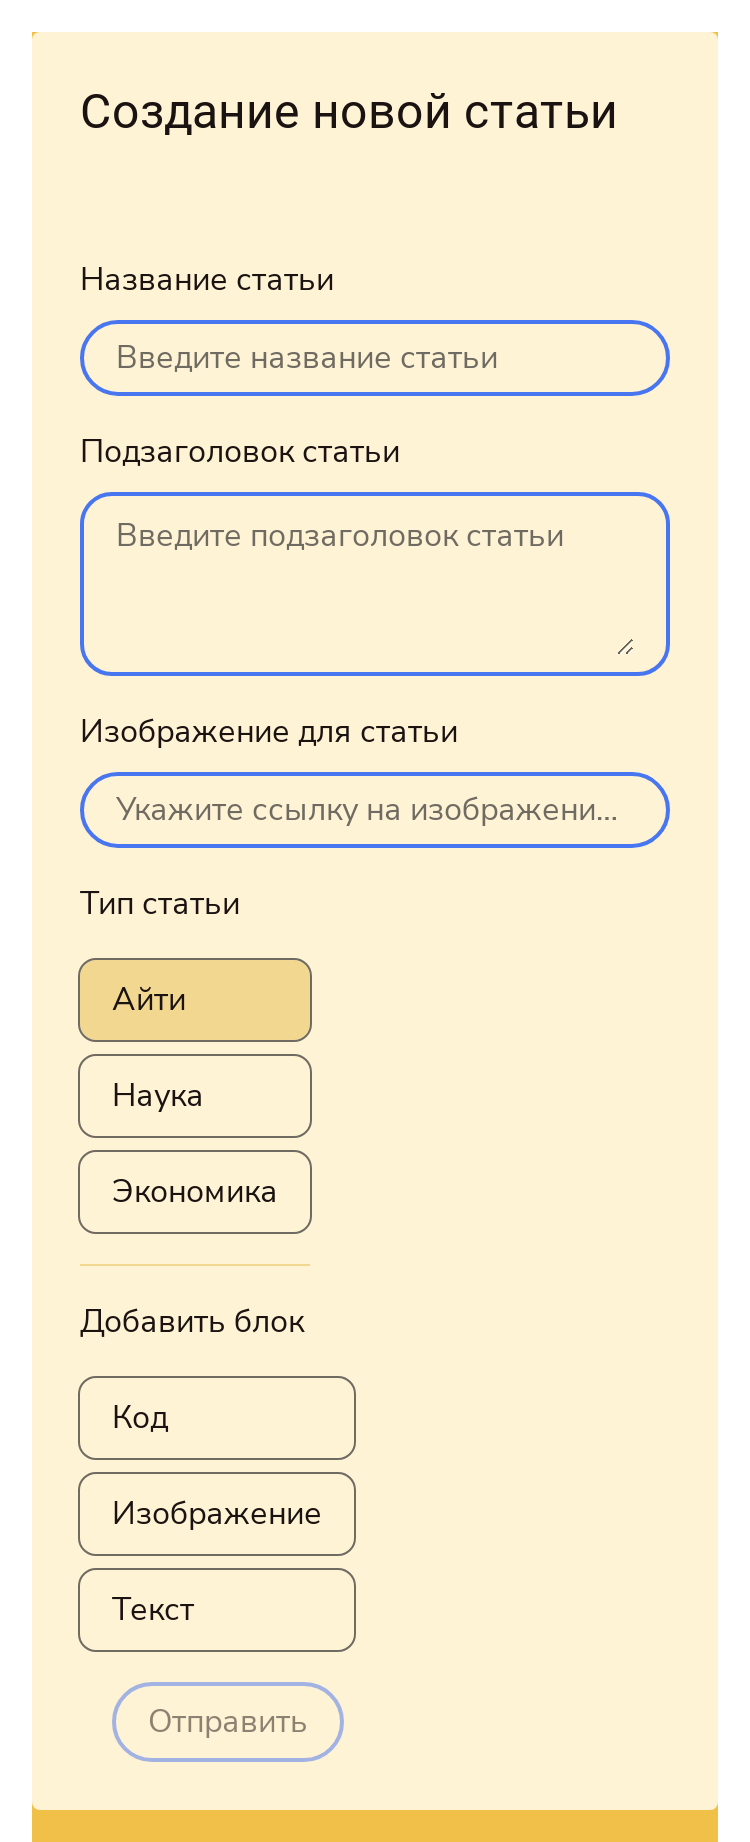 Создание новой статьи
Название статьи
Введите название статьи
Подзаголовок статьи
Введите подзаголовок статьи
Изображение для статьи
Укажите ссылку на изображени...
Тип статьи
Айти
Наука
Экономика
Добавить блок
Код
Изображение
Текст
Отправить